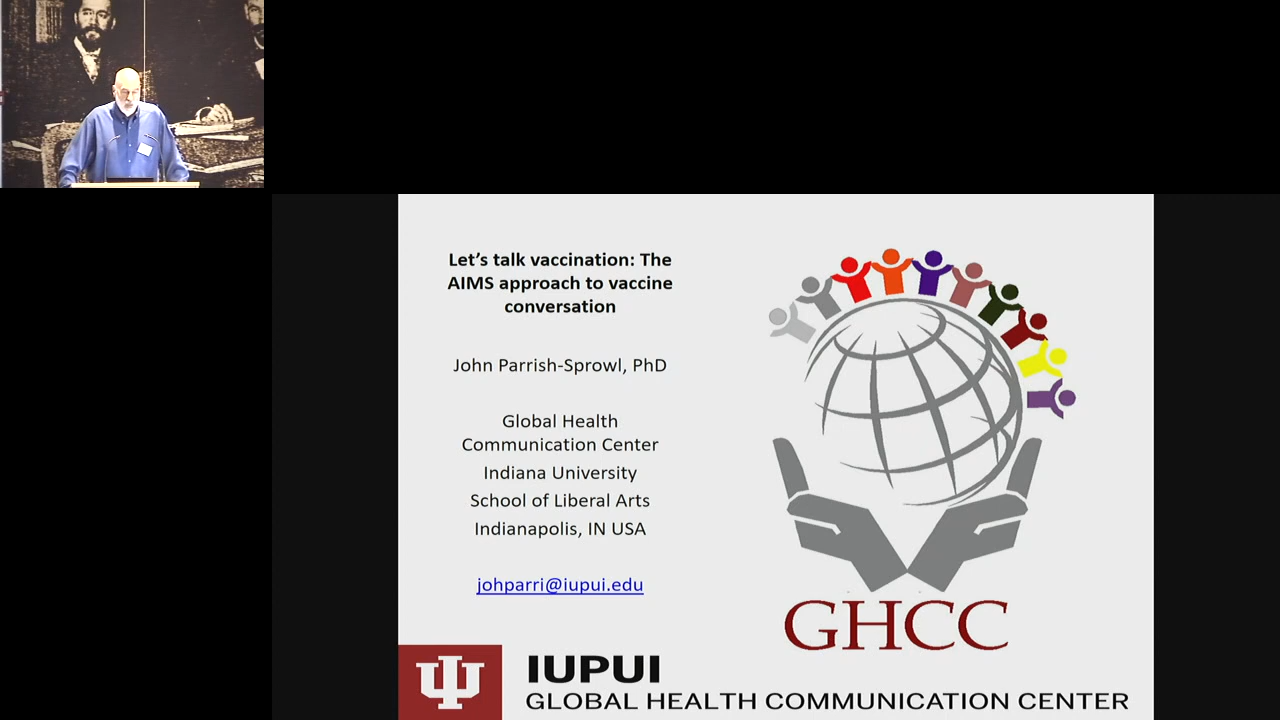 Let's talk vaccination: The
AIMS approach to vaccine
conversation
John Parrish-Sprowl, PhD
Global Health
Communication Center
Indiana University
School of Liberal Arts
Indianapolis, IN USA
johparri@iupui.edu
GHCC
IUPUI
GLOBAL HEALTH COMMUNICATION CENTER